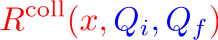 R^coll(x, Q_i, Q_f)